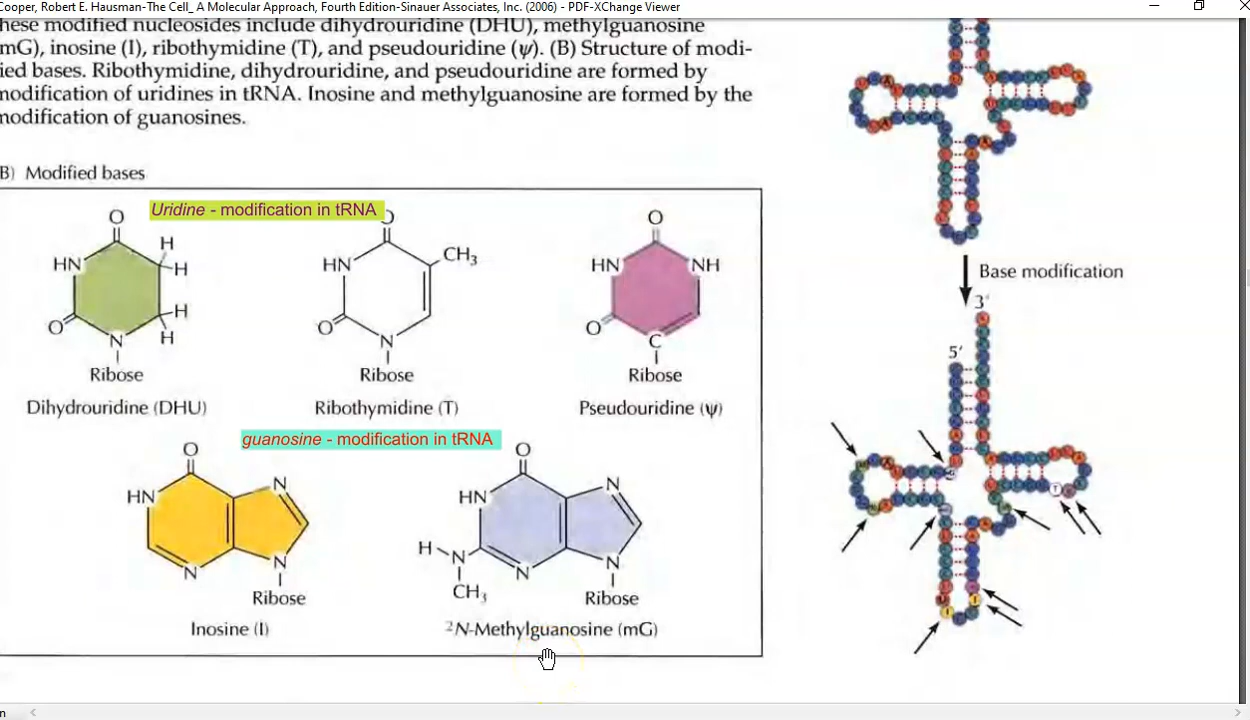 Cooper, Robert E. Hausman-The Cell_ A Molecular Approach, Fourth Edition-Sinauer Associates, Inc. (2006) - PDF-XChange Viewer
hese modified nucleosides include dihydrouridine (DHU), methylguanosine
mG), inosine (I), ribothymidine (T), and pseudouridine (ψ). (B) Structure of modi-
ied bases. Ribothymidine, dihydrouridine, and pseudouridine are formed by
modification of uridines in tRNA. Inosine and methylguanosine are formed by the
modification of guanosines.
B) Modified bases
Uridine - modification in tRNA
O
H
HN
H
O
H
N
H
Ribose
Dihydrouridine (DHU)
O
CH3
HN
O
N
Ribose
Ribothymidine (T)
O
HN
NH
O
C
Ribose
Pseudouridine (ψ)
guanosine - modification in tRNA
O
HN
N
N
N
Ribose
Inosine (I)
O
HN
N
H
N
N
N
CH3
Ribose
²N-Methylguanosine (mG)
Base modification
3′
5′
T
I
I
n